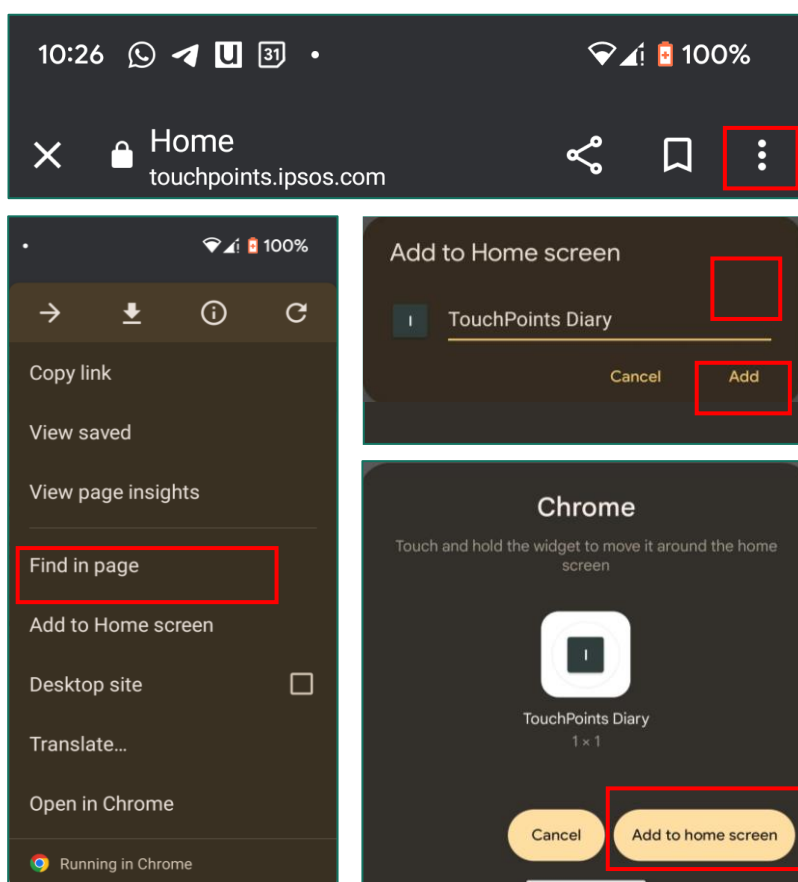 10:26 31 100%
Home
touchpoints.ipsos.com
100%
Copy link
View saved
View page insights
Find in page
Add to Home screen
Desktop site
Translate...
Open in Chrome
Running in Chrome
Add to Home screen
I TouchPoints Diary
Cancel Add
Chrome
Touch and hold the widget to move it around the home
screen
I
TouchPoints Diary
1 × 1
Cancel Add to home screen